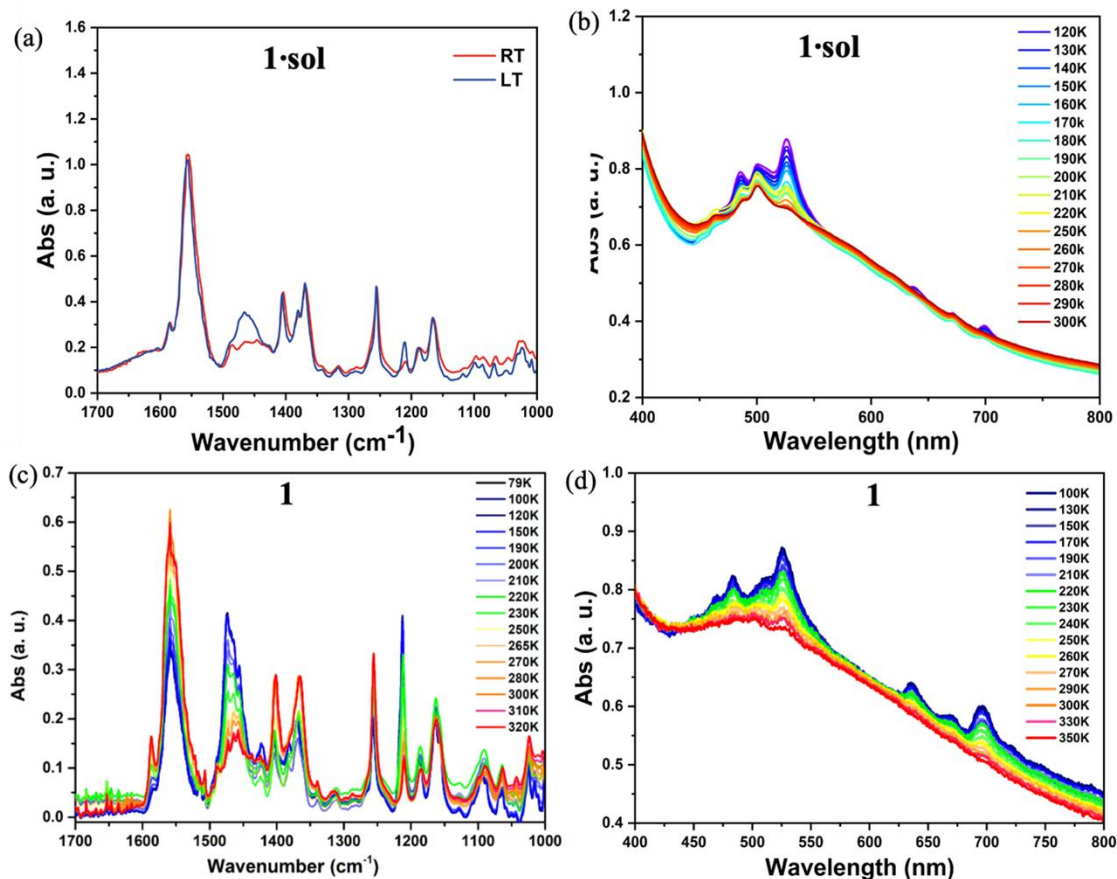 (a)
1·sol
RT
LT
Abs (a. u.)
1.6
1.4
1.2
1.0
0.8
0.6
0.4
0.2
0.0
1700 1600 1500 1400 1300 1200 1100 1000
Wavenumber (cm-1)
(b)
1·sol
120K
130K
140K
150K
160K
170k
180K
190K
200K
210K
220K
250K
260k
270k
280k
290k
300K
Abs (a. u.)
1.2
1.0
0.8
0.6
0.4
0.2
400 500 600 700 800
Wavelength (nm)
(c)
1
79K
100K
120K
150K
190K
200K
210K
220K
230K
250K
265K
270K
280K
300K
310K
320K
Abs (a. u.)
0.7
0.6
0.5
0.4
0.3
0.2
0.1
0.0
1700 1600 1500 1400 1300 1200 1100 1000
Wavenumber (cm-1)
(d)
1
100K
130K
150K
170K
190K
210K
220K
230K
240K
250K
260K
270K
290K
300K
330K
350K
Abs (a. u.)
1.0
0.9
0.8
0.7
0.6
0.5
0.4
400 450 500 550 600 650 700 750 800
Wavelength (nm)